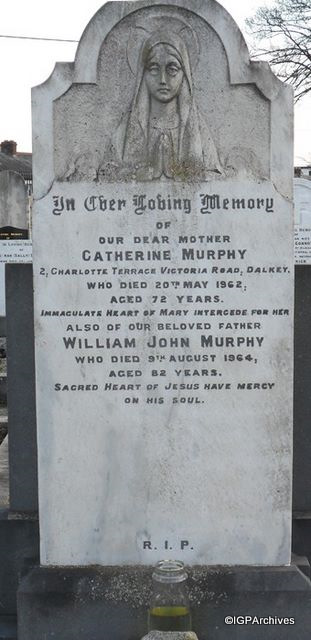 In Ever Loving Memory
OF
OUR DEAR MOTHER
CATHERINE MURPHY
2, CHARLOTTE TERRACE VICTORIA ROAD, DALKEY.
WHO DIED 20TH MAY 1962,
AGED 72 YEARS.
IMMACULATE HEART OF MARY INTERCEDE FOR HER
ALSO OF OUR BELOVED FATHER
WILLIAM JOHN MURPHY
WHO DIED 9TH AUGUST 1964,
AGED 82 YEARS.
SACRED HEART OF JESUS HAVE MERCY
ON HIS SOUL.
R. I. P.
©IGPArchives